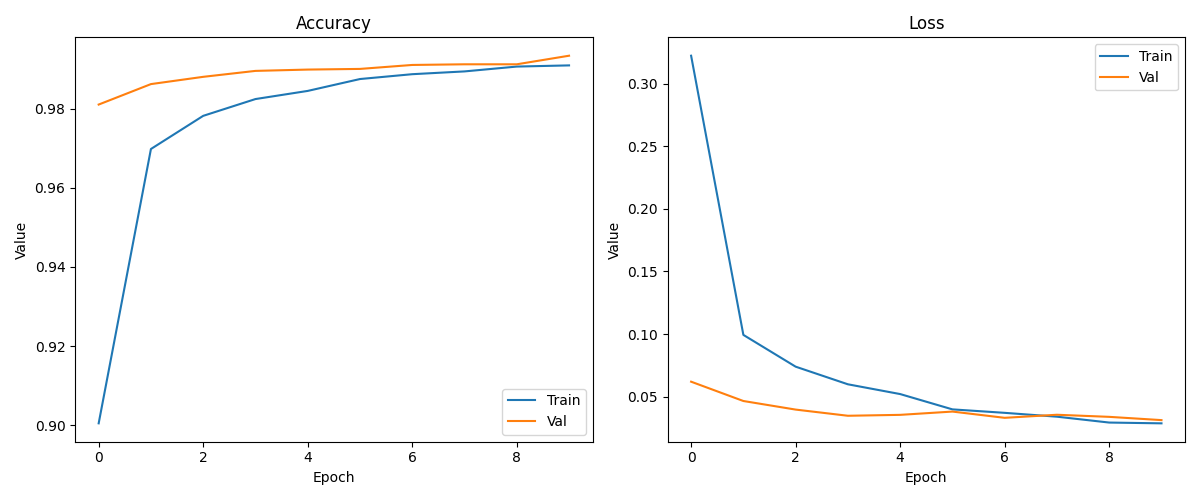 Accuracy
0.98
0.96
0.94
0.92
0.90
Value
0 2 4 6 8
Epoch
Train
Val
Loss
0.30
0.25
0.20
0.15
0.10
0.05
Value
0 2 4 6 8
Epoch
Train
Val